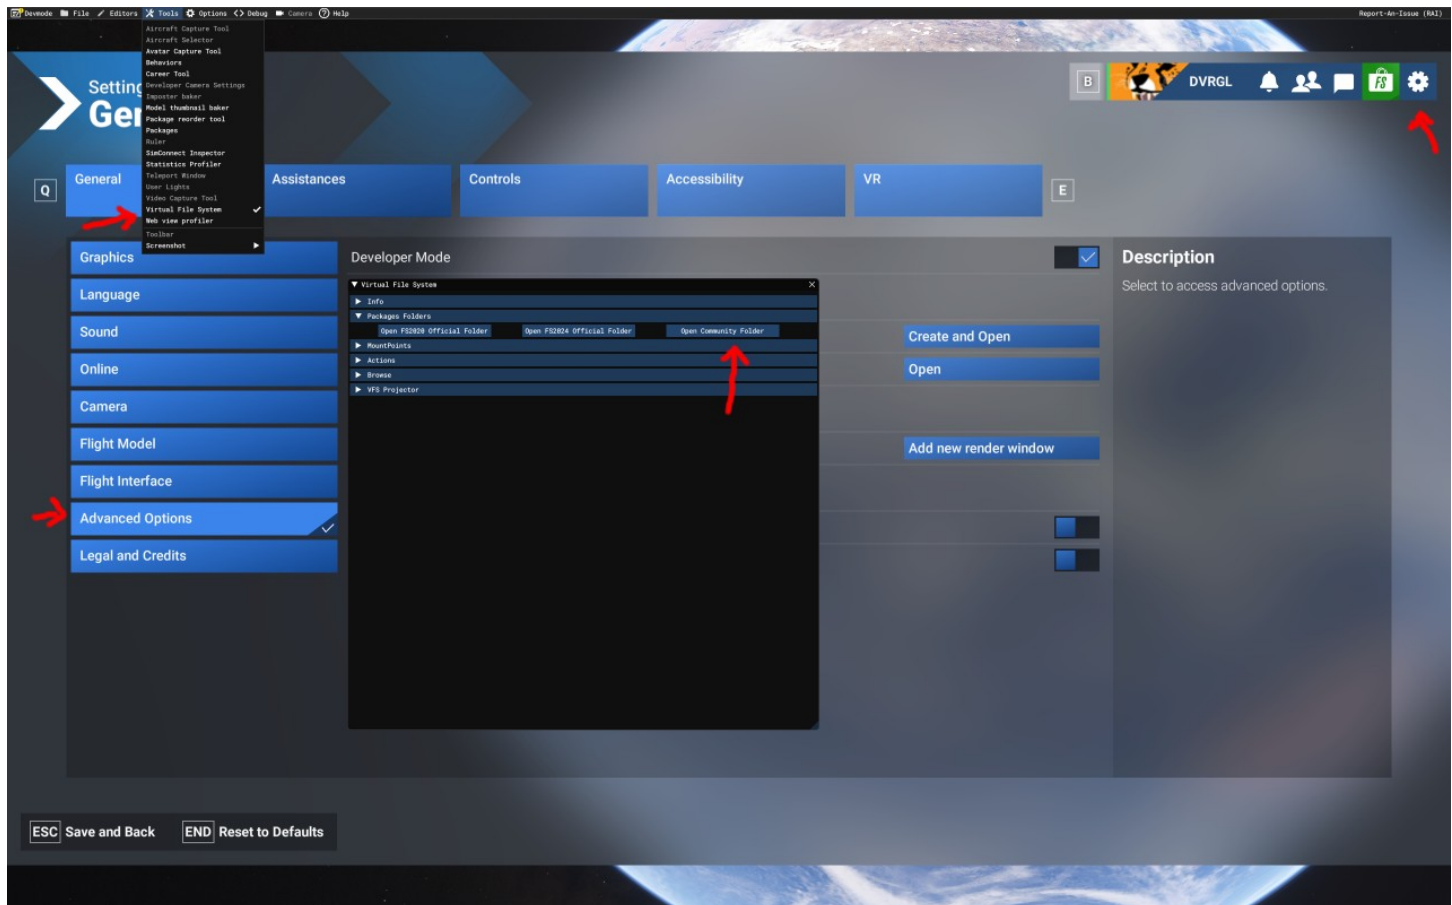 Devmode File Editors Tools Options Debug Camera Help Report-An-Issue (RAI)
Aircraft Capture Tool
Aircraft Selector
Avatar Capture Tool
Behaviors
Career Tool
Developer Camera Settings
Imposter baker
Model thumbnail baker
Package reorder tool
Packages
Ruler
SimConnect Inspector
Statistics Profiler
Teleport Window
User Lights
Video Capture Tool
Virtual File System
Web view profiler
Toolbar
Screenshot
Setting
Ge
B DVRGL FS
Q General Assistances Controls Accessibility VR E
Graphics
Language
Sound
Online
Camera
Flight Model
Flight Interface
Advanced Options
Legal and Credits
Developer Mode
Virtual File System
Info
Packages Folders
Open FS2020 Official Folder Open FS2024 Official Folder Open Community Folder
MountPoints
Actions
Browse
VFS Projector
Create and Open
Open
Add new render window
Description
Select to access advanced options.
ESC Save and Back END Reset to Defaults